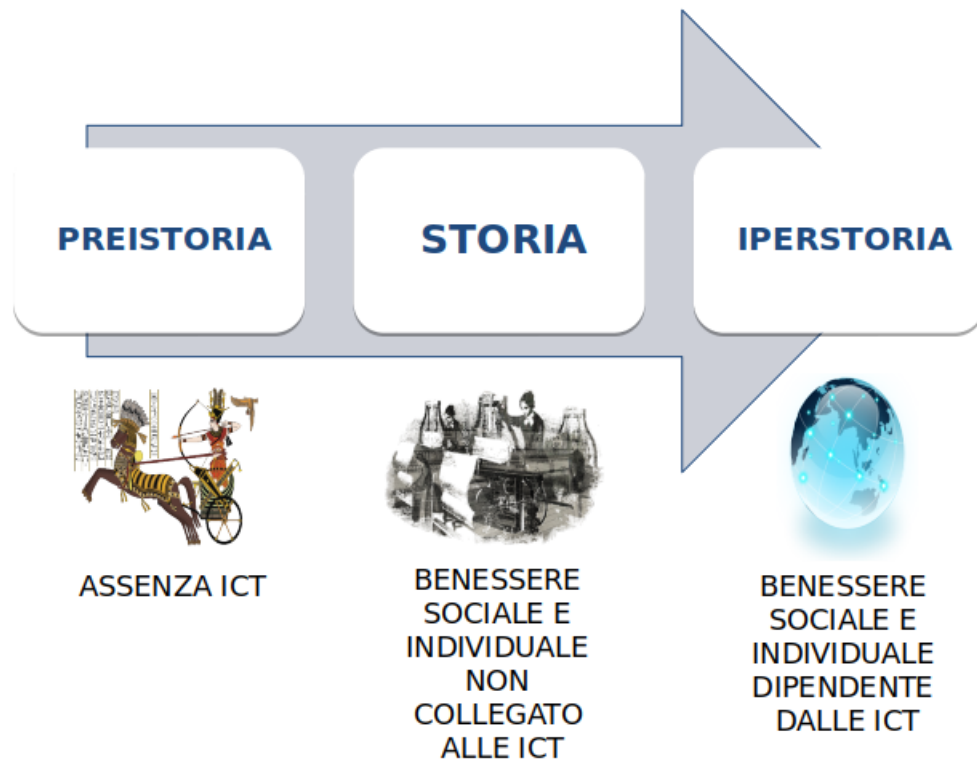 PREISTORIA
STORIA
IPERSTORIA
ASSENZA ICT
BENESSERE
SOCIALE E
INDIVIDUALE
NON
COLLEGATO
ALLE ICT
BENESSERE
SOCIALE E
INDIVIDUALE
DIPENDENTE
DALLE ICT